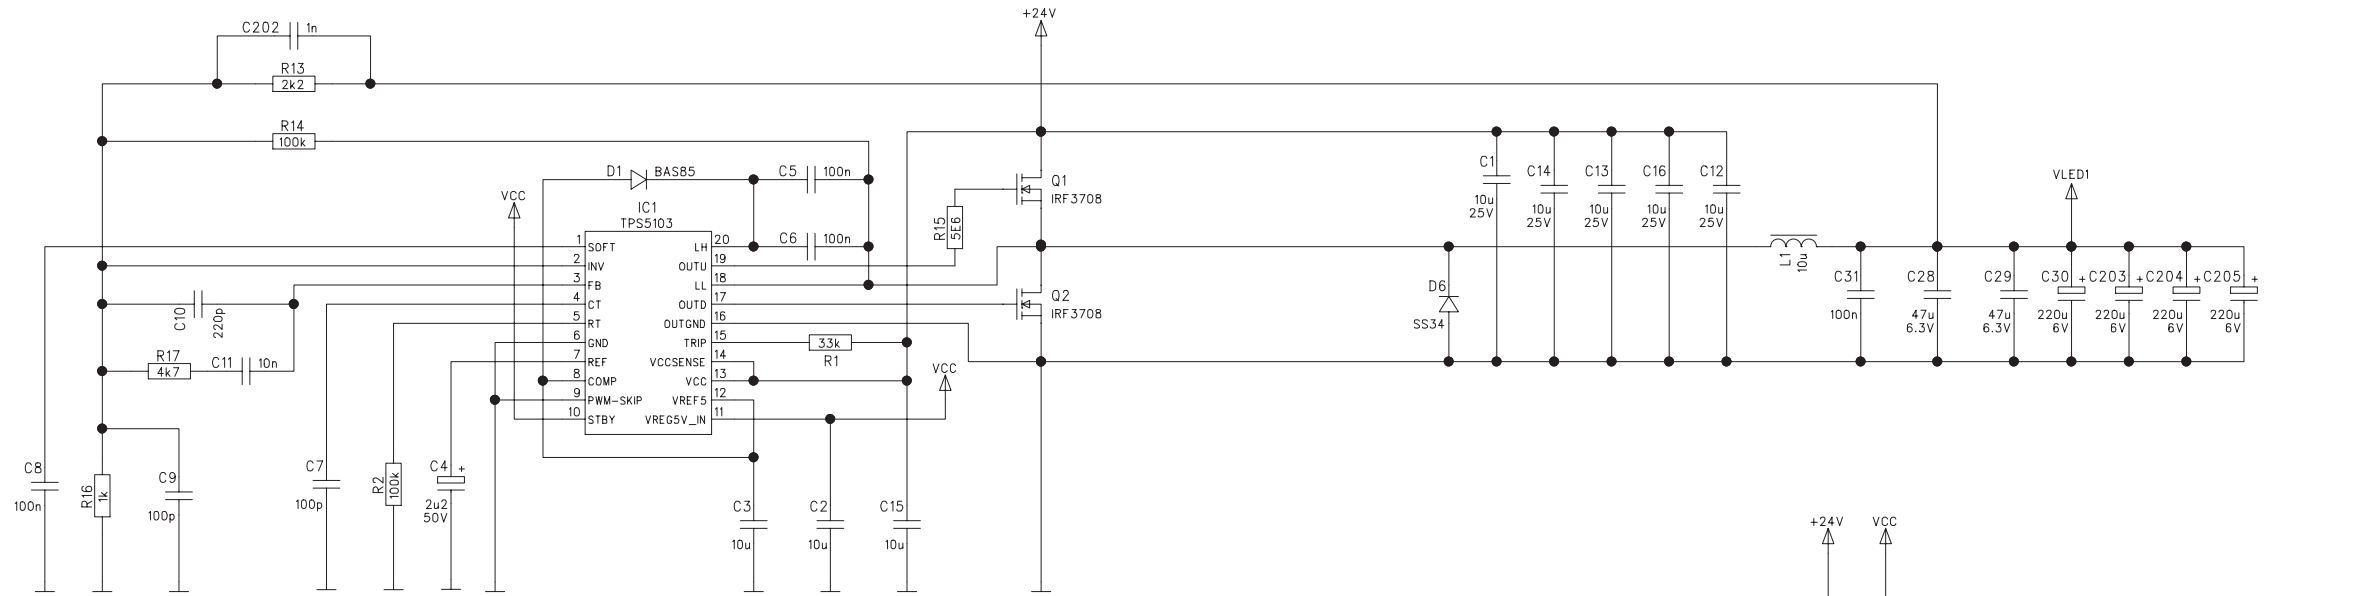 +24V
C202
1n
R13
2k2
R14
100k
D1
BAS85
C5
100n
VCC
IC1
TPS5103
C6
100n
1
SOFT
2
INV
3
FB
4
CT
5
RT
6
GND
7
REF
8
COMP
9
PWM-SKIP
10
STBY
LH
20
OUTU
19
LL
18
OUTD
17
OUTGND
16
TRIP
15
VCCSENSE
14
VCC
13
VREF5
12
VREG5V_IN
11
R15
5E6
Q1
IRF3708
Q2
IRF3708
33k
R1
VCC
C10
220p
R17
4k7
C11
10n
C8
100n
R16
1k
C9
100p
C7
100p
R2
100k
C4
+
2u2
50V
C3
10u
C2
10u
C15
10u
C1
10u
25V
C14
10u
25V
C13
10u
25V
C16
10u
25V
C12
10u
25V
D6
SS34
L1
10u
VLED1
C31
100n
C28
47u
6.3V
C29
47u
6.3V
C30
+
220u
6V
C203
+
220u
6V
C204
+
220u
6V
C205
+
220u
6V
+24V
VCC